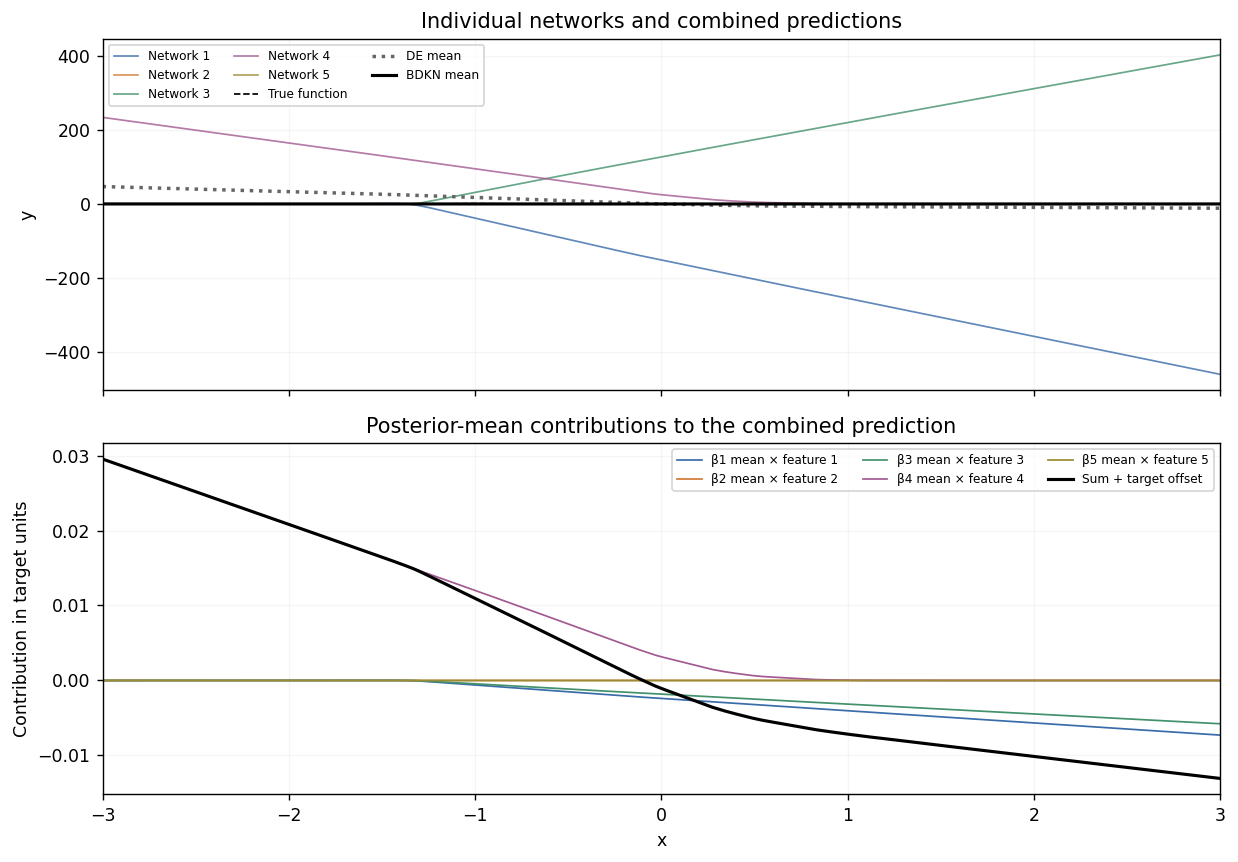 Individual networks and combined predictions
Network 1
Network 2
Network 3
Network 4
Network 5
True function
DE mean
BDKN mean
400
200
0
−200
−400
y
Posterior-mean contributions to the combined prediction
β1 mean × feature 1
β2 mean × feature 2
β3 mean × feature 3
β4 mean × feature 4
β5 mean × feature 5
Sum + target offset
0.03
0.02
0.01
0.00
−0.01
Contribution in target units
−3
−2
−1
0
1
2
3
x